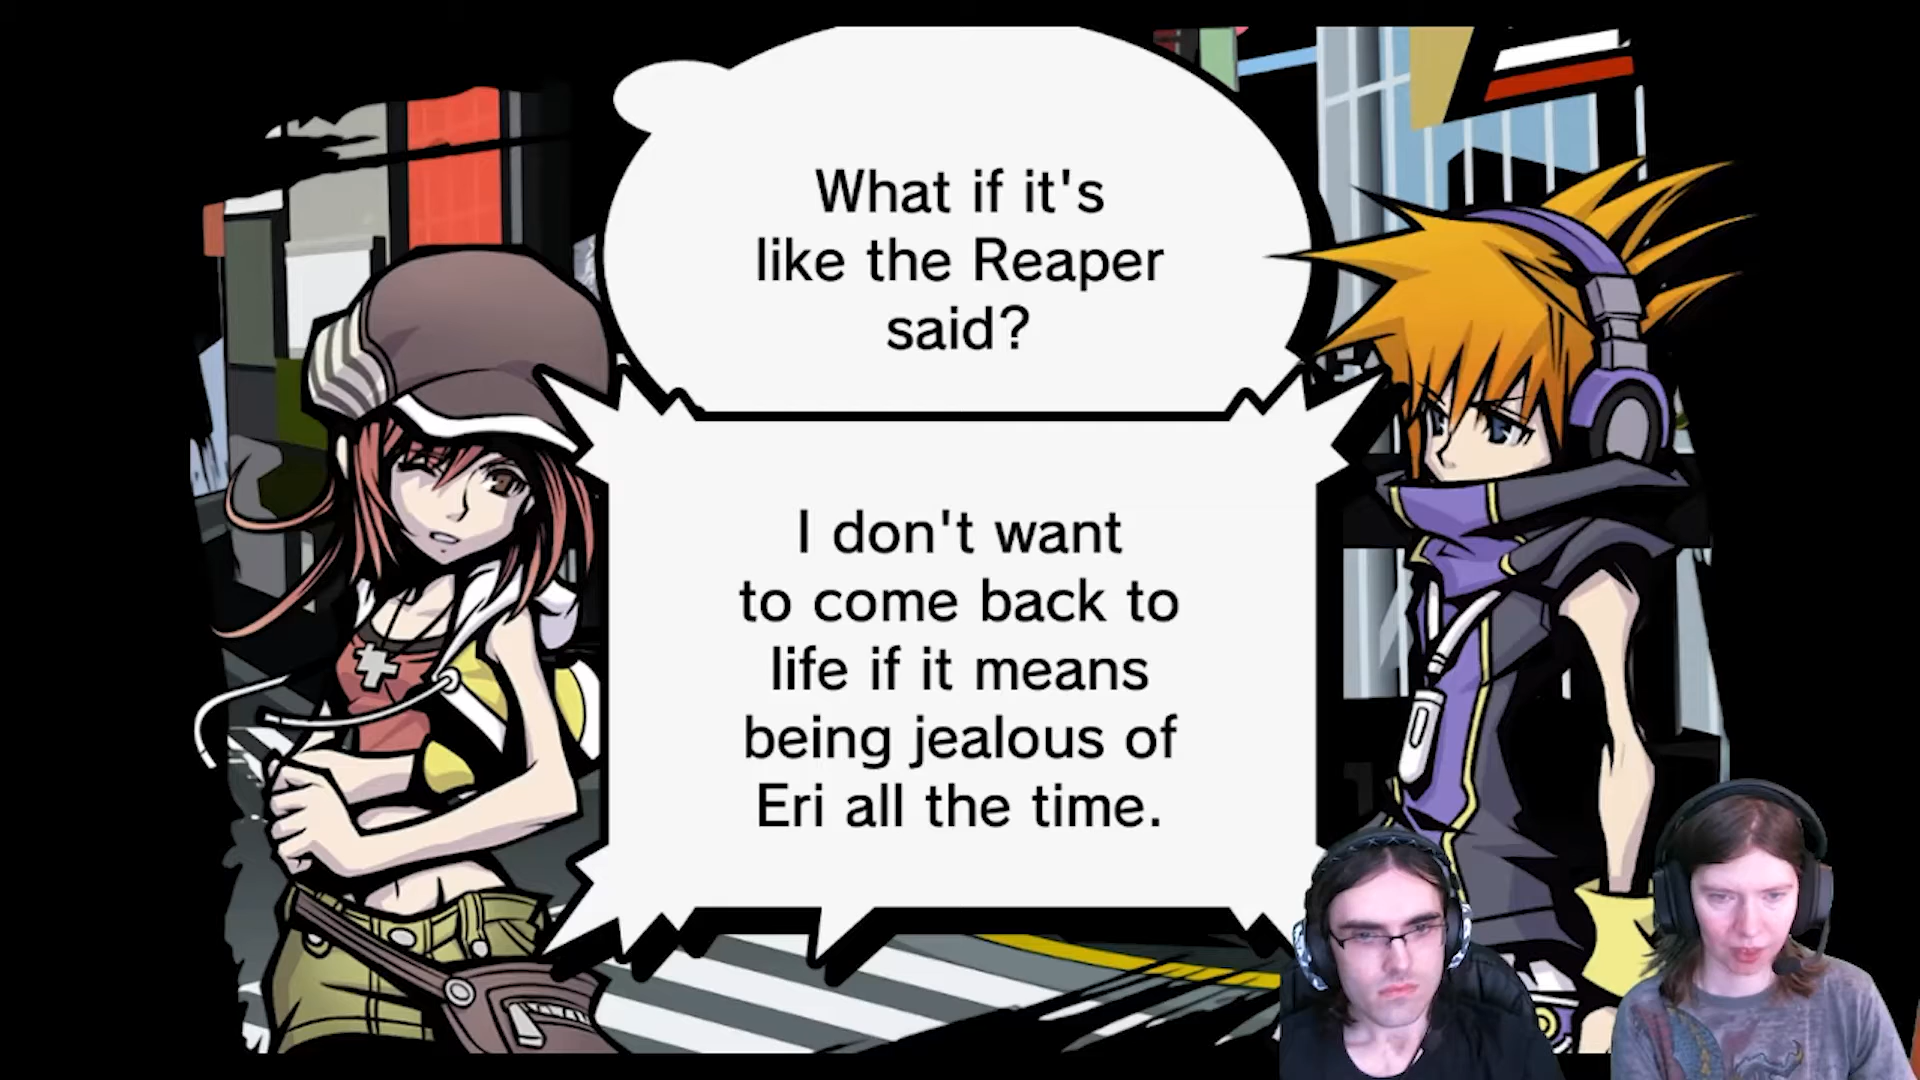 What if it's
like the Reaper
said?
I don't want
to come back to
life if it means
being jealous of
Eri all the time.